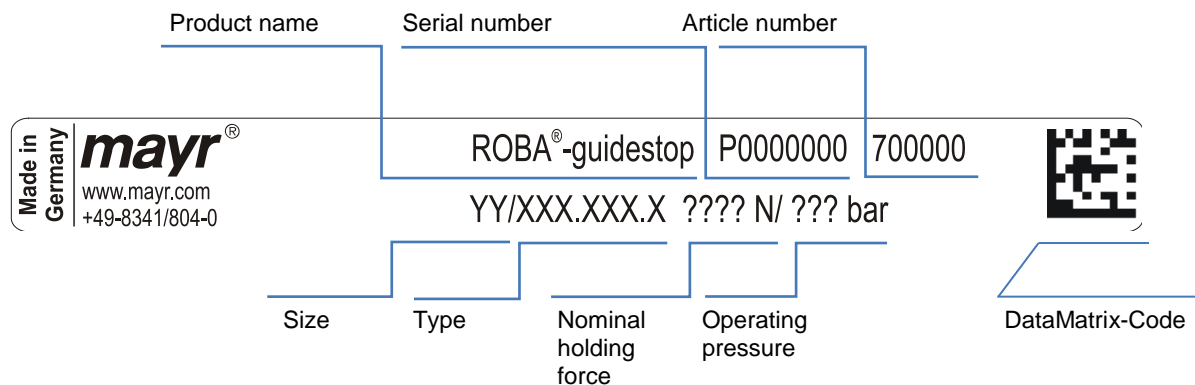 Product name Serial number Article number
Made in
Germany
mayr®
www.mayr.com
+49-8341/804-0
ROBA®-guidestop P0000000 700000
YY/XXX.XXX.X ???? N/ ??? bar
Size Type Nominal
holding
force
Operating
pressure
DataMatrix-Code